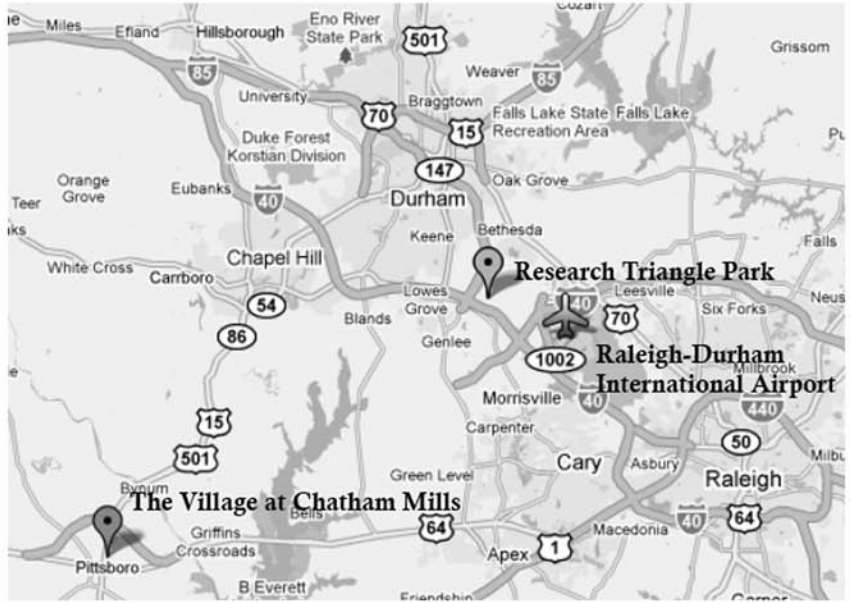 Cozart
Miles
Efland
Hillsborough
Eno River
State Park
501
Grissom
85
Weaver
85
University
70
Braggtown
15
Falls Lake State
Recreation Area
Falls Lake
Duke Forest
Korstian Division
147
Oak Grove
Orange
Grove
Eubanks
40
Durham
Teer
Bethesda
Keene
Falls
Chapel Hill
White Cross
Carrboro
Research Triangle Park
54
Lowes
Grove
40
Leesville
Six Forks
Blands
70
86
Genlee
1002
Raleigh-Durham
International Airport
Millbrook
Morrisville
40
440
15
Carpenter
50
501
Cary
Asbury
Raleigh
Green Level
Bynum
The Village at Chatham Mills
Bells
64
40
64
Griffins
Crossroads
Macedonia
Apex
1
Pittsboro
B Everett
Friendship
Garner